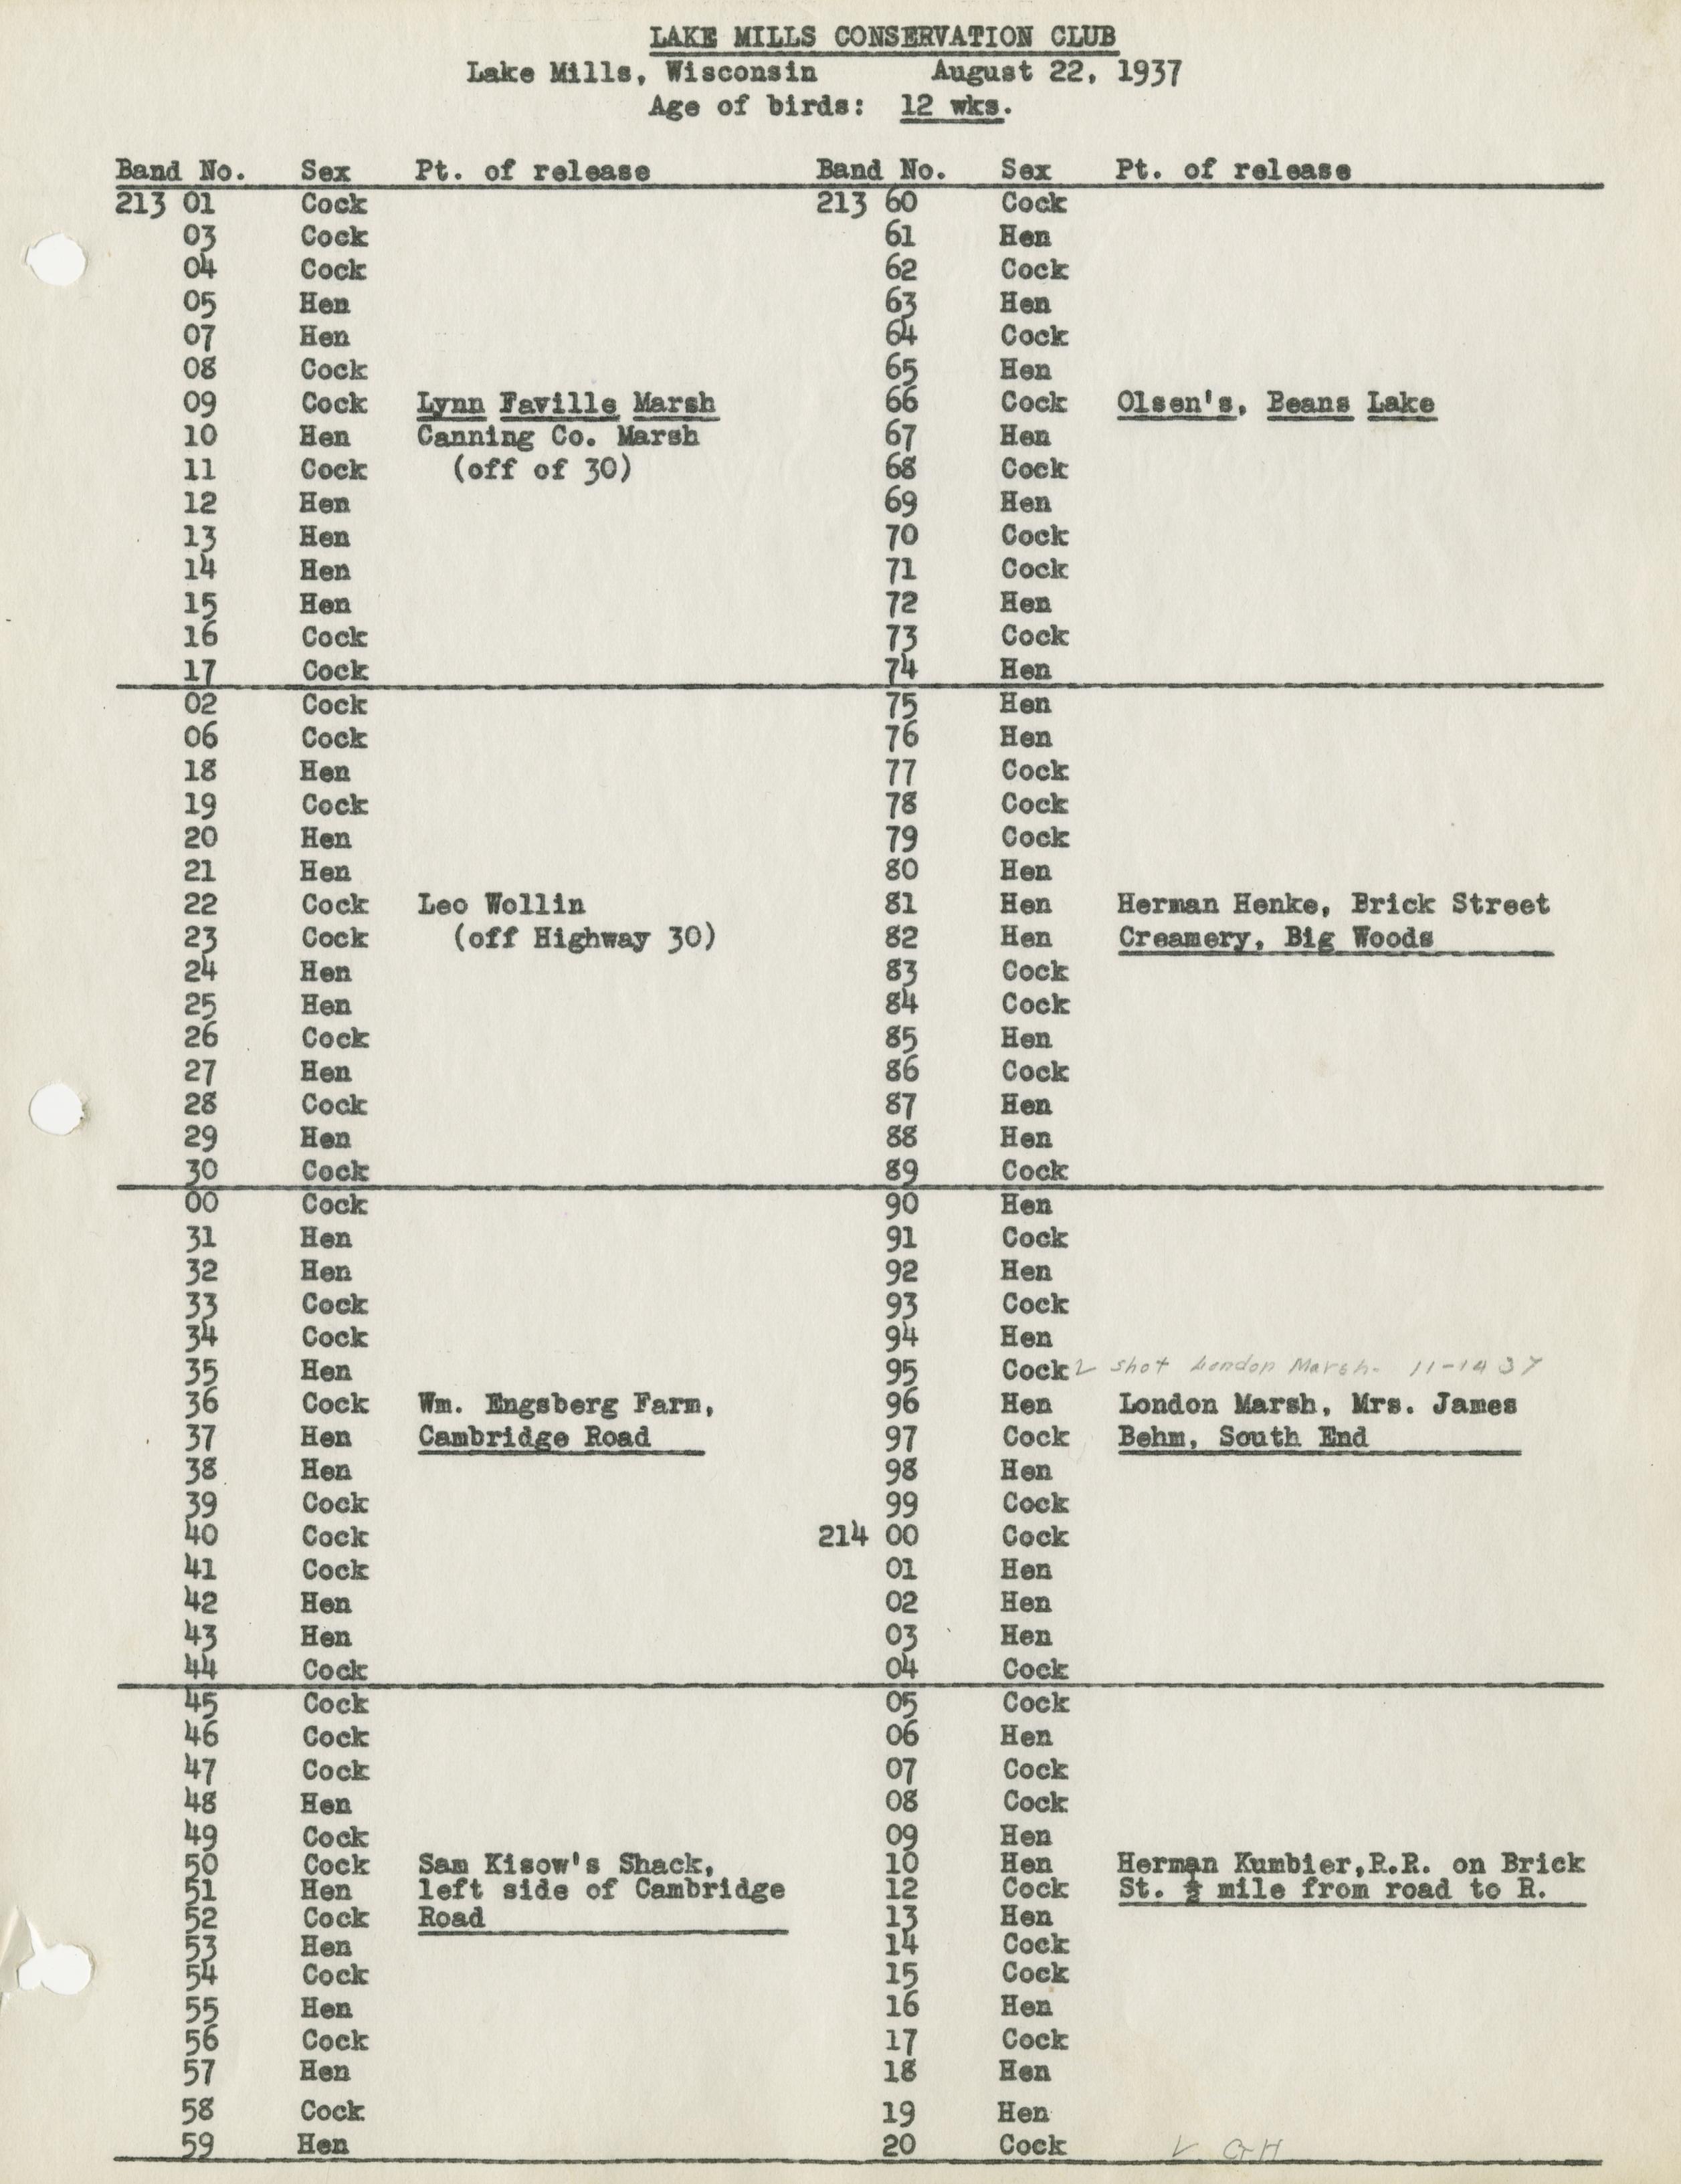 LAKE MILLS CONSERVATION CLUB
Lake Mills, Wisconsin August 22, 1937
Age of birds: 12 wks.
Band No. Sex Pt. of release Band No. Sex Pt. of release
213 01 Cock 213 60 Cock
03 Cock 61 Hen
04 Cock 62 Cock
05 Hen 63 Hen
07 Hen 64 Cock
08 Cock 65 Hen
09 Cock Lynn Faville Marsh 66 Cock Olsen's, Beans Lake
10 Hen Canning Co. Marsh 67 Hen
11 Cock (off of 30) 68 Cock
12 Hen 69 Hen
13 Hen 70 Cock
14 Hen 71 Cock
15 Hen 72 Hen
16 Cock 73 Cock
17 Cock 74 Hen
02 Cock 75 Hen
06 Cock 76 Hen
18 Hen 77 Cock
19 Cock 78 Cock
20 Hen 79 Cock
21 Hen 80 Hen
22 Cock Leo Wollin 81 Hen Herman Henke, Brick Street
23 Cock (off Highway 30) 82 Hen Creamery, Big Woods
24 Hen 83 Cock
25 Hen 84 Cock
26 Cock 85 Hen
27 Hen 86 Cock
28 Cock 87 Hen
29 Hen 88 Hen
30 Cock 89 Cock
00 Cock 90 Hen
31 Hen 91 Cock
32 Hen 92 Hen
33 Cock 93 Cock
34 Cock 94 Hen
35 Hen 95 Cock ✓ shot London Marsh- 11-14 37
36 Cock Wm. Engsberg Farm, 96 Hen London Marsh, Mrs. James
37 Hen Cambridge Road 97 Cock Behm, South End
38 Hen 98 Hen
39 Cock 99 Cock
40 Cock 214 00 Cock
41 Cock 01 Hen
42 Hen 02 Hen
43 Hen 03 Hen
44 Cock 04 Cock
45 Cock 05 Cock
46 Cock 06 Hen
47 Cock 07 Cock
48 Hen 08 Cock
49 Cock 09 Hen
50 Cock Sam Kisow's Shack, 10 Hen Herman Kumbier,R.R. on Brick
51 Hen left side of Cambridge 12 Cock St. ½ mile from road to R.
52 Cock Road 13 Hen
53 Hen 14 Cock
54 Cock 15 Cock
55 Hen 16 Hen
56 Cock 17 Cock
57 Hen 18 Hen
58 Cock 19 Hen
59 Hen 20 Cock ✓ GH